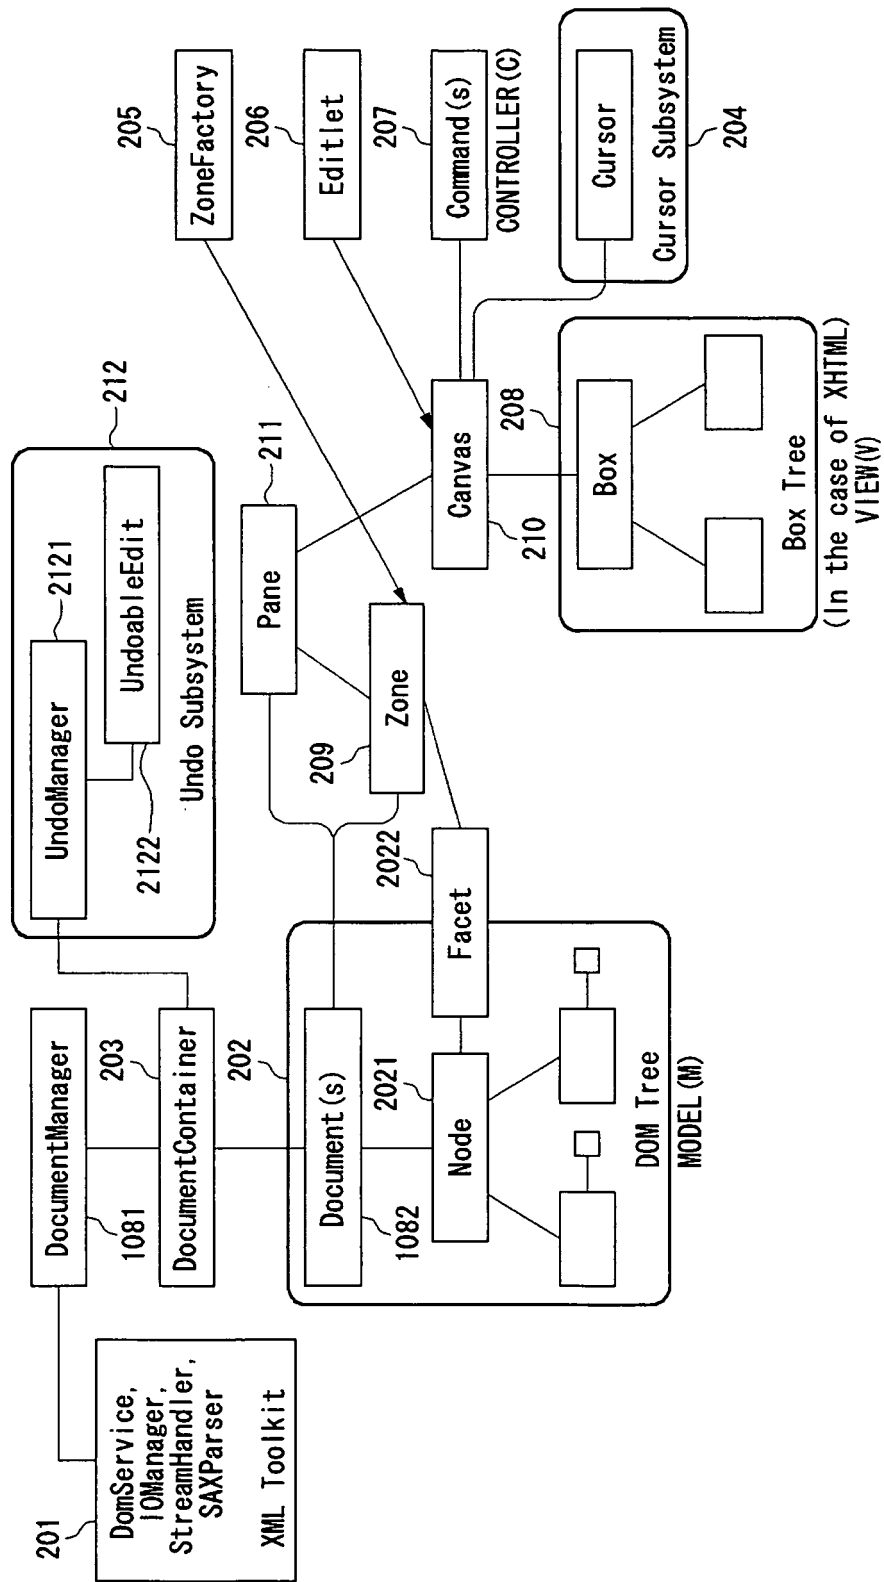 201
DomService,
IOManager,
StreamHandler,
SAXParser
XML Toolkit
DocumentManager
1081
203
DocumentContainer
202
Document(s)
1082
2021
Node
Facet
2022
DOM Tree
MODEL(M)
212
2121
UndoManager
UndoableEdit
2122
Undo Subsystem
211
Pane
Zone
209
205
ZoneFactory
206
Editlet
207
Command(s)
CONTROLLER(C)
Canvas
210
208
Box
Box Tree
(In the case of XHTML)
VIEW(V)
Cursor
Cursor Subsystem
204